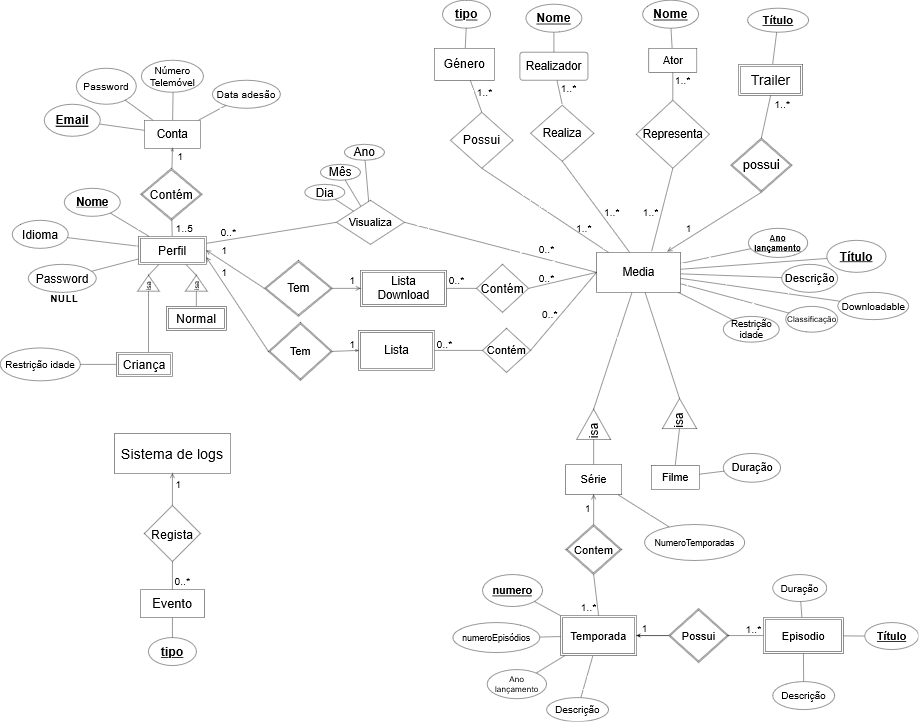 tipo
Nome
Nome
Título
Género
Realizador
Ator
Trailer
1..*
1..*
1..*
1..*
Possui
Realiza
Representa
possui
1..*
1..*
1..*
1
Password
Número
Telemóvel
Data adesão
Email
Conta
1
Contém
1..5
Nome
Idioma
Password
NULL
Perfil
0..*
1
1
Ano
Mês
Dia
Visualiza
0..*
isa
isa
Normal
Restrição idade
Criança
Tem
1
Lista
Download
0..*
Contém
0..*
Tem
1
Lista
0..*
Contém
0..*
Media
Ano
lançamento
Título
Descrição
Downloadable
Classificação
Restrição
idade
isa
isa
Série
Filme
Duração
NumeroTemporadas
1
Contem
1..*
Sistema de logs
1
Regista
0..*
Evento
tipo
numero
numeroEpisódios
Ano
lançamento
Descrição
Temporada
1
Possui
1..*
Episodio
Duração
Título
Descrição